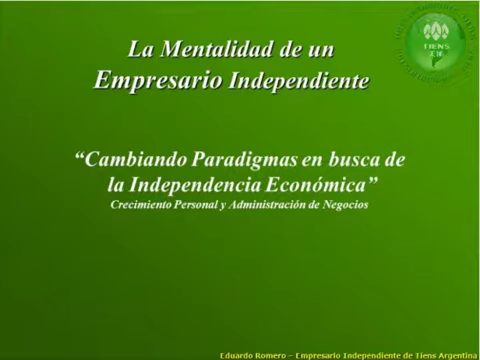 TIENS
La Mentalidad de un
Empresario Independiente
“Cambiando Paradigmas en busca de
la Independencia Económica”
Crecimiento Personal y Administración de Negocios
Eduardo Romero – Empresario Independiente de Tiens Argentina